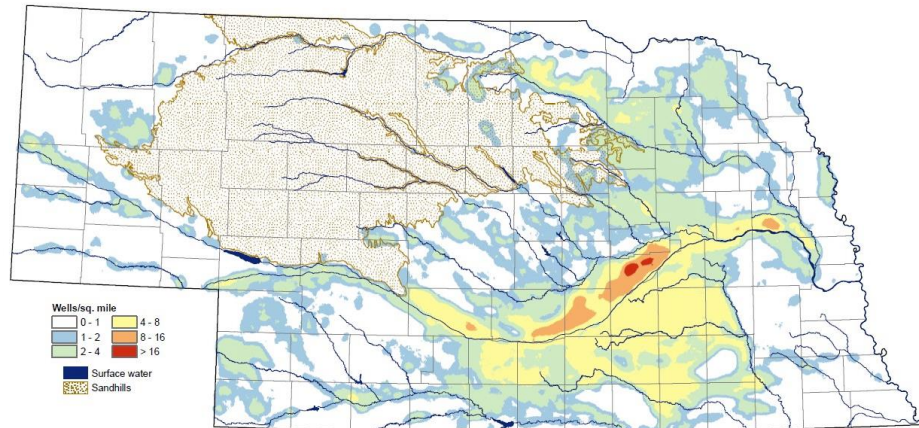 Wells/sq. mile
0 - 1 4 - 8
1 - 2 8 - 16
2 - 4 > 16
Surface water
Sandhills